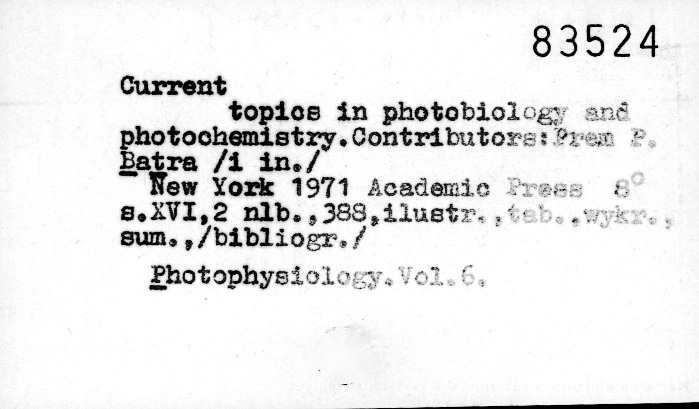 83524
Current
topics in photobiology and
photochemistry.Contributors:Prem P.
Batra /i in./
New York 1971 Academic Press 8°
s.XVI,2 nlb.,388,ilustr.,tab.,wykr.,
sum.,/bibliogr./
Photophysiology.Vol.6.